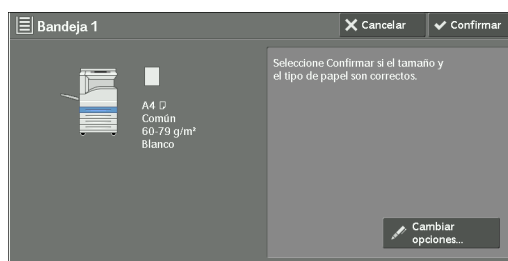 Bandeja 1
Cancelar
Confirmar
Seleccione Confirmar si el tamaño y
el tipo de papel son correctos.
A4
Común
60-79 g/m²
Blanco
Cambiar
opciones...